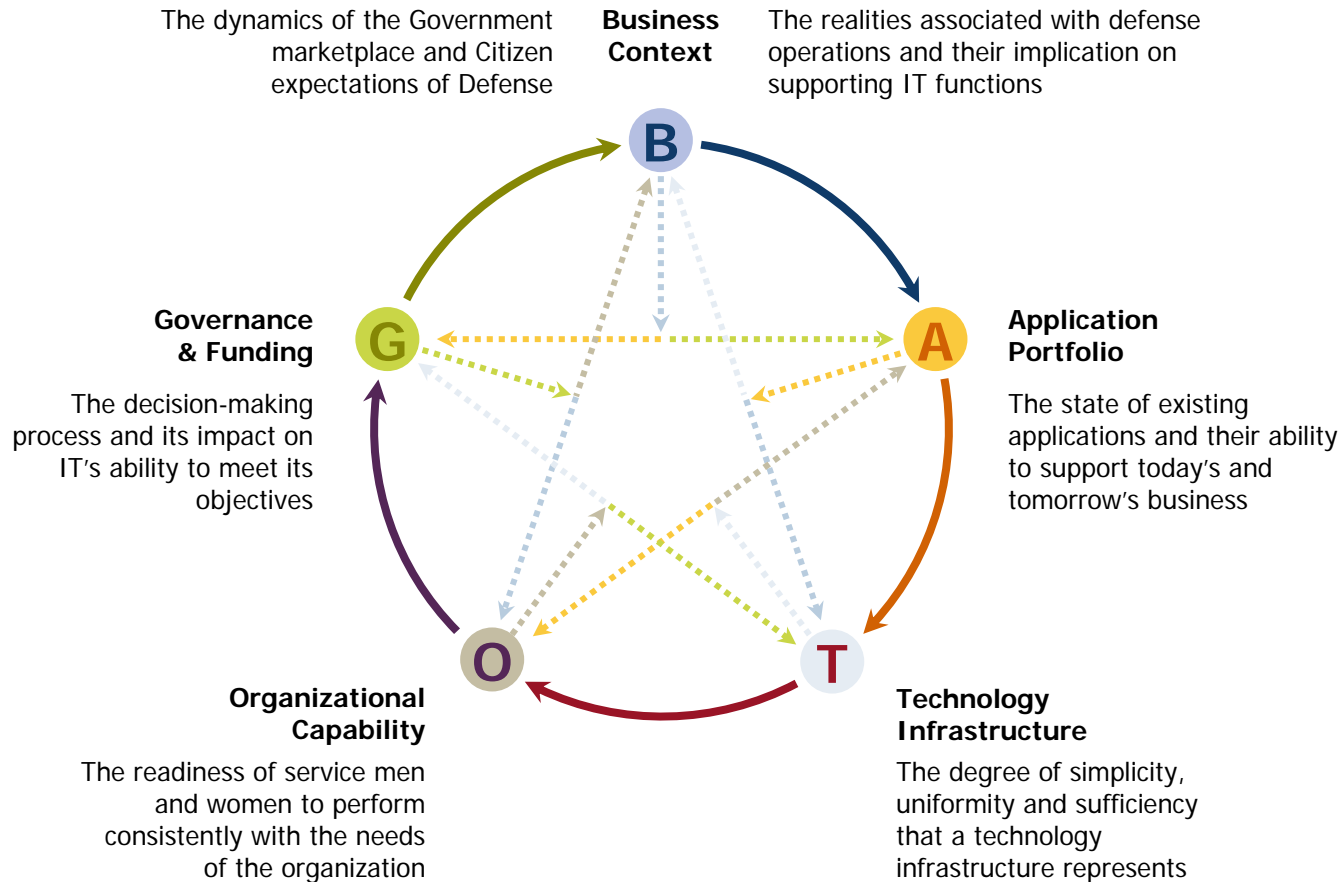 The dynamics of the Government
marketplace and Citizen
expectations of Defense
Business
Context
The realities associated with defense
operations and their implication on
supporting IT functions
B
Governance
& Funding
G
A
Application
Portfolio
The decision-making
process and its impact on
IT's ability to meet its
objectives
The state of existing
applications and their ability
to support today's and
tomorrow's business
O
T
Organizational
Capability
The readiness of service men
and women to perform
consistently with the needs
of the organization
Technology
Infrastructure
The degree of simplicity,
uniformity and sufficiency
that a technology
infrastructure represents